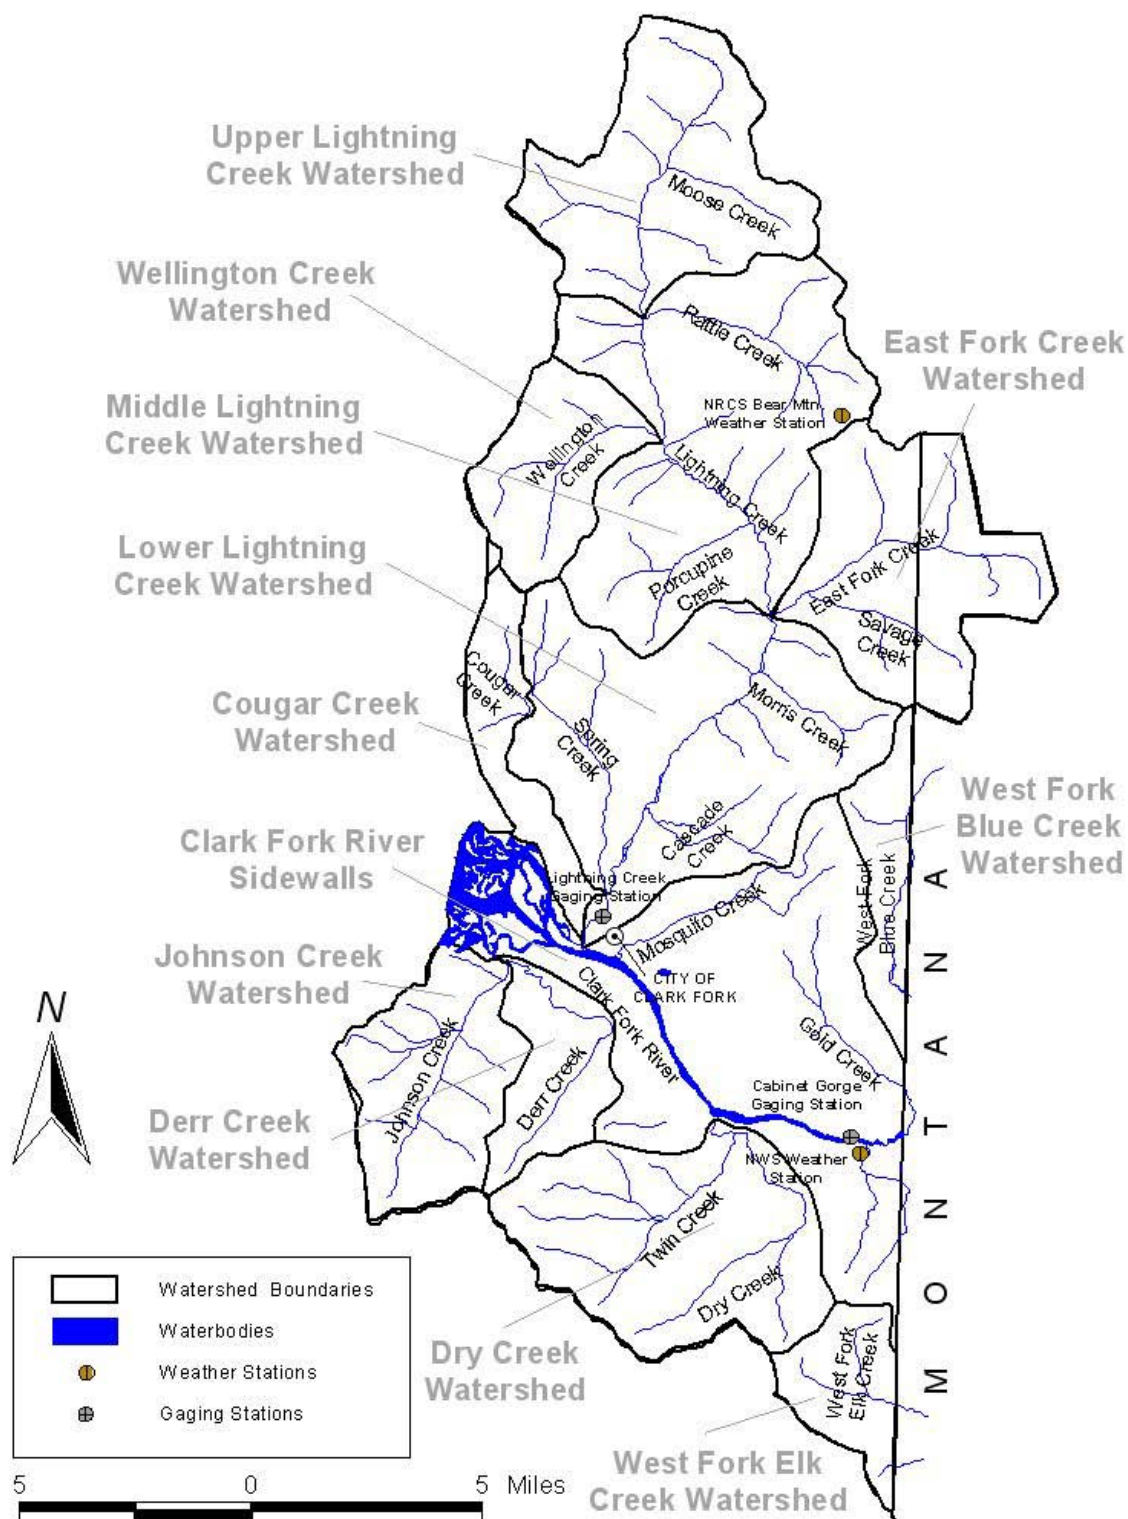 Upper Lightning
Creek Watershed
Moose Creek
Wellington Creek
Watershed
Rattle Creek
East Fork Creek
Watershed
NRCS Bear Mtn.
Weather Station
Middle Lightning
Creek Watershed
Wellington
Creek
Lightning Creek
Lower Lightning
Creek Watershed
Porcupine
Creek
East Fork Creek
Savage
Creek
Cougar
Creek
Cougar Creek
Watershed
Spring
Creek
Morris Creek
West Fork
Blue Creek
Watershed
Cascade
Creek
Clark Fork River
Sidewalls
Lightning Creek
Gaging Station
West Fork
Blue Creek
Mosquito Creek
Johnson Creek
Watershed
CITY OF
CLARK FORK
Clark Fork River
N
Gold Creek
Johnson Creek
Derr Creek
Cabinet Gorge
Gaging Station
Derr Creek
Watershed
NWS Weather
Station
MONTANA
Twin Creek
Dry Creek
Dry Creek
Watershed
West Fork
Elk Creek
West Fork Elk
Creek Watershed
Watershed Boundaries
Waterbodies
Weather Stations
Gaging Stations
5 0 5 Miles